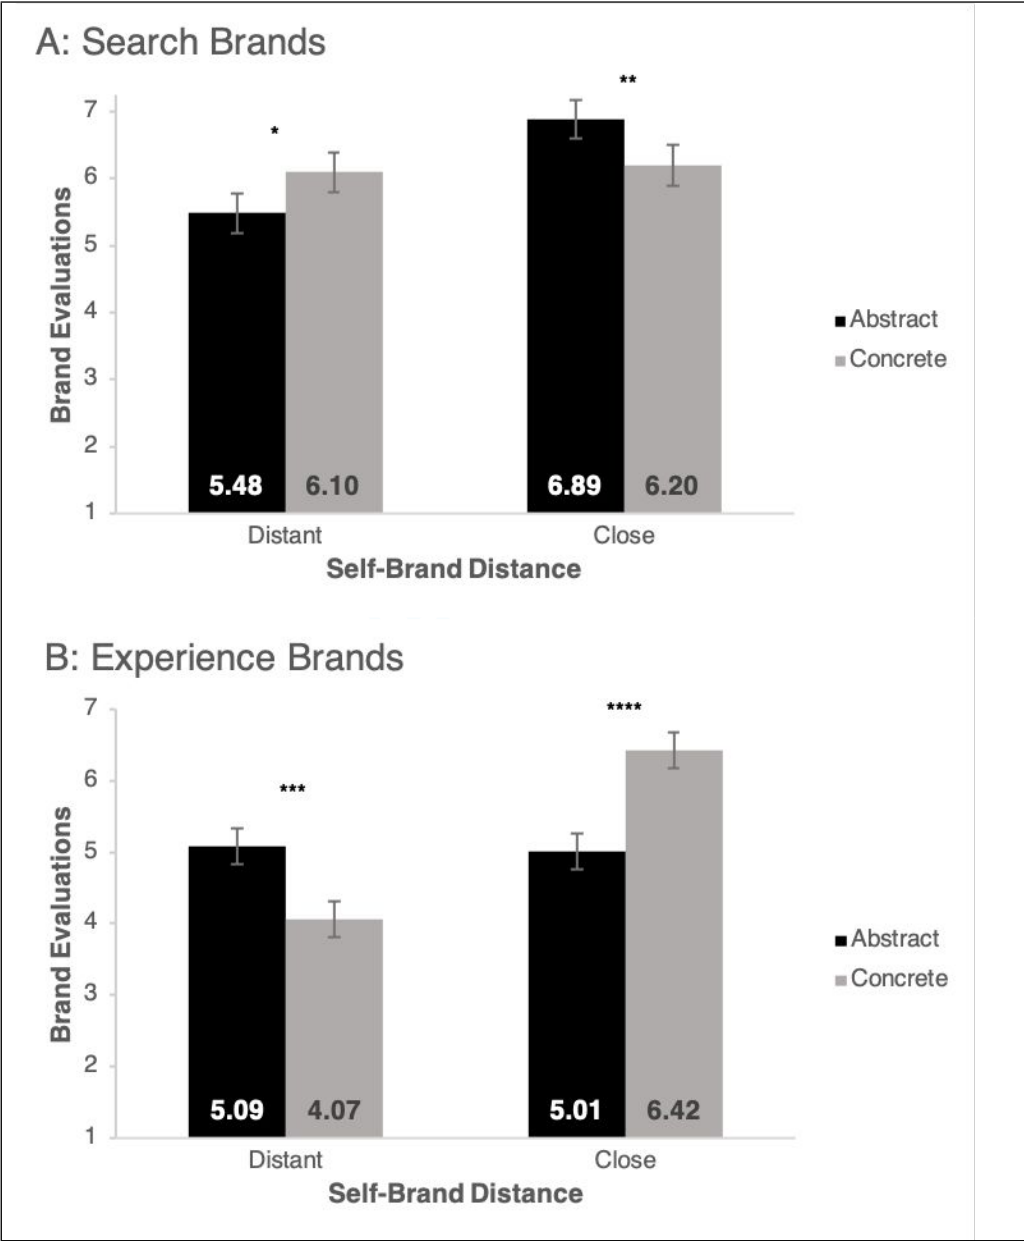 A: Search Brands
**
7
*
6
5
4
3
2
1
Brand Evaluations
5.48 6.10 6.89 6.20
Distant Close
Self-Brand Distance
Abstract
Concrete
B: Experience Brands
7
****
6
***
5
4
3
2
1
Brand Evaluations
5.09 4.07 5.01 6.42
Distant Close
Self-Brand Distance
Abstract
Concrete